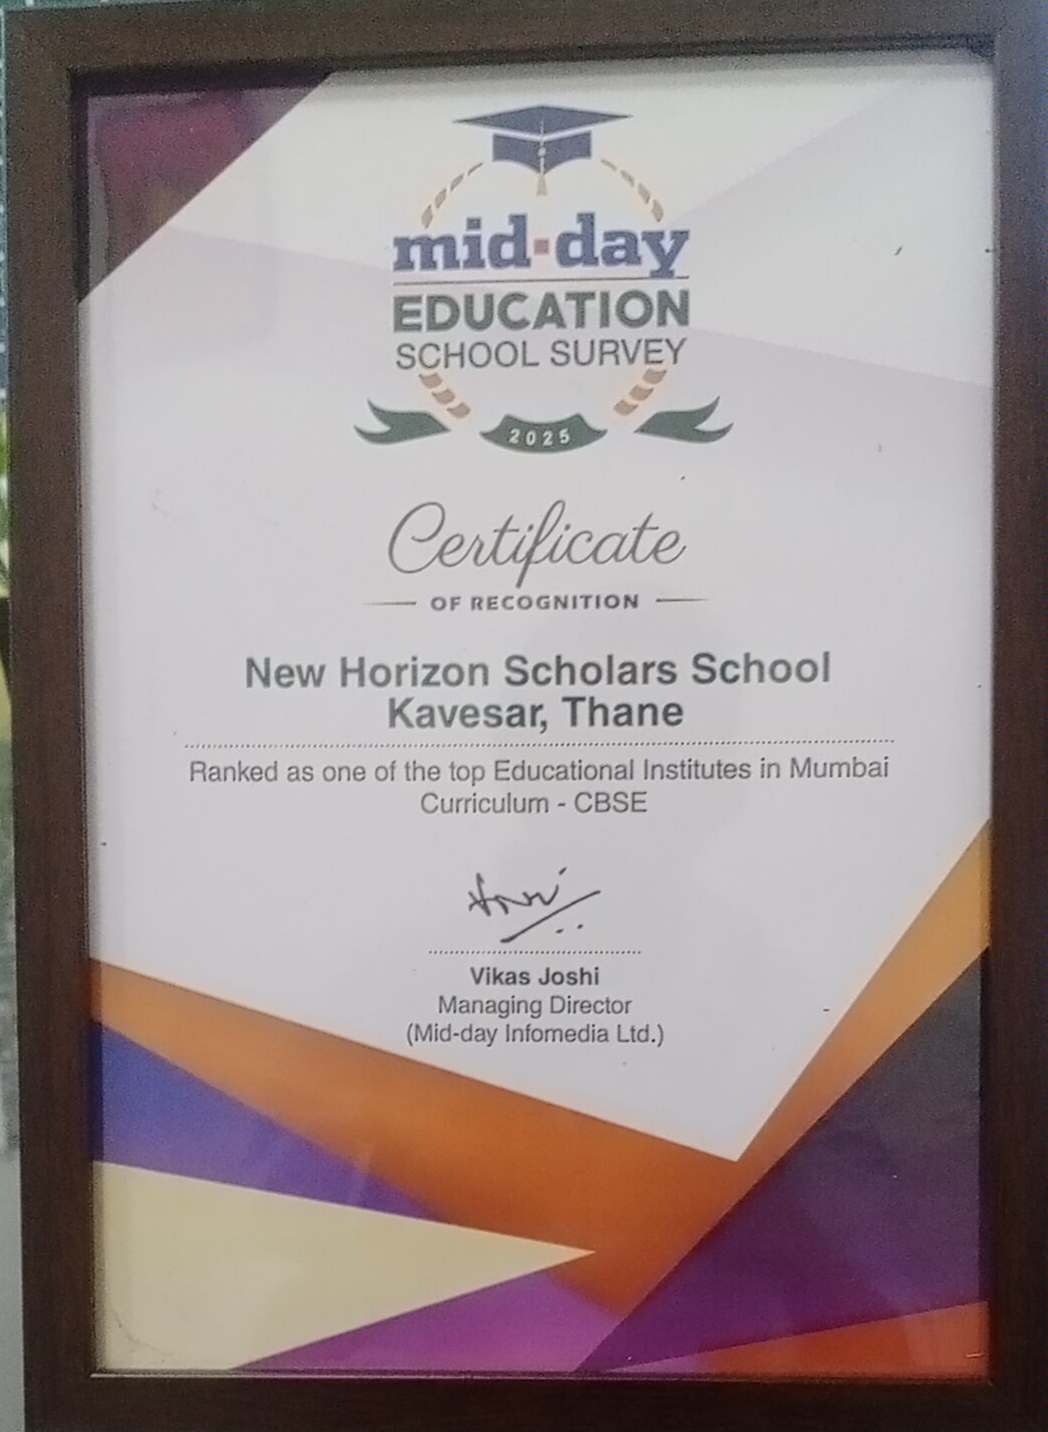 mid-day
EDUCATION
SCHOOL SURVEY
2025
Certificate
OF RECOGNITION
New Horizon Scholars School
Kavesar, Thane
Ranked as one of the top Educational Institutes in Mumbai
Curriculum - CBSE
Vikas Joshi
Managing Director
(Mid-day Infomedia Ltd.)